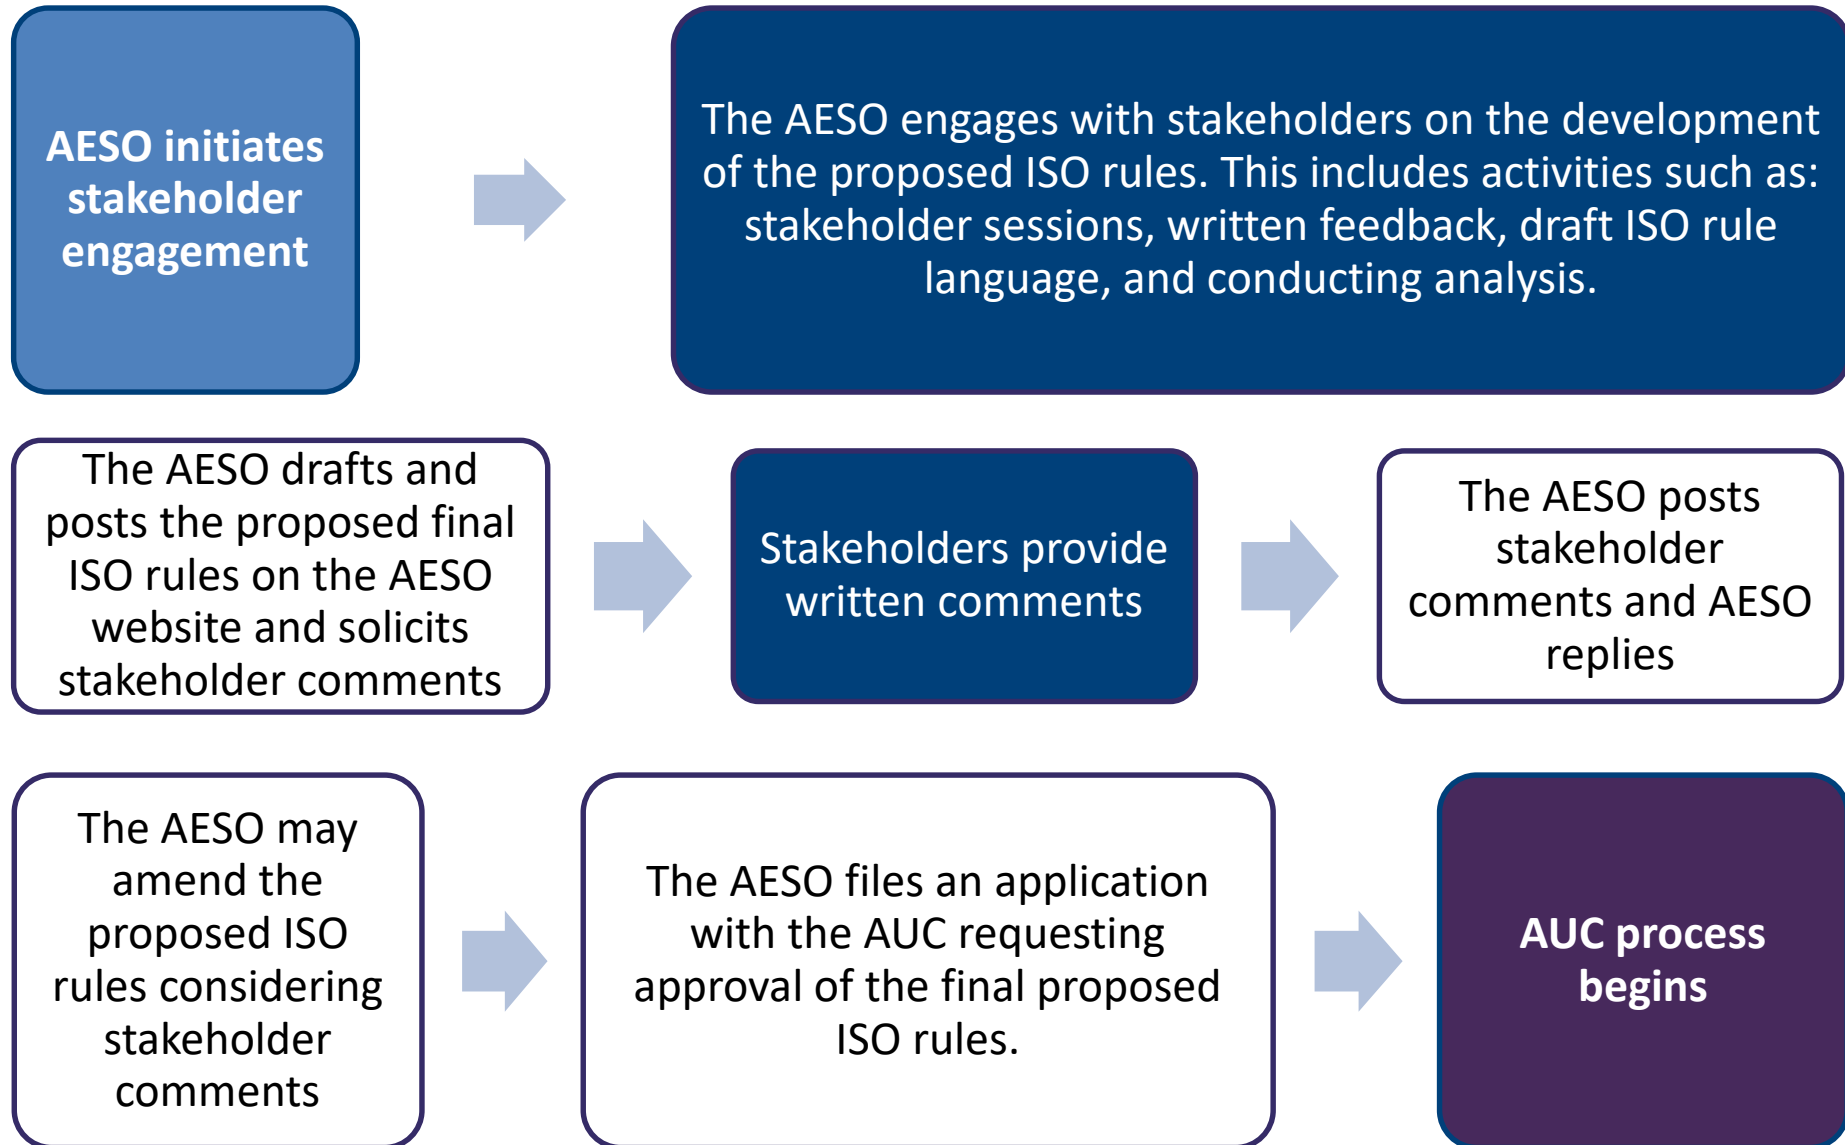 AESO initiates
stakeholder
engagement
The AESO engages with stakeholders on the development
of the proposed ISO rules. This includes activities such as:
stakeholder sessions, written feedback, draft ISO rule
language, and conducting analysis.
The AESO drafts and
posts the proposed final
ISO rules on the AESO
website and solicits
stakeholder comments
Stakeholders provide
written comments
The AESO posts
stakeholder
comments and AESO
replies
The AESO may
amend the
proposed ISO
rules considering
stakeholder
comments
The AESO files an application
with the AUC requesting
approval of the final proposed
ISO rules.
AUC process
begins